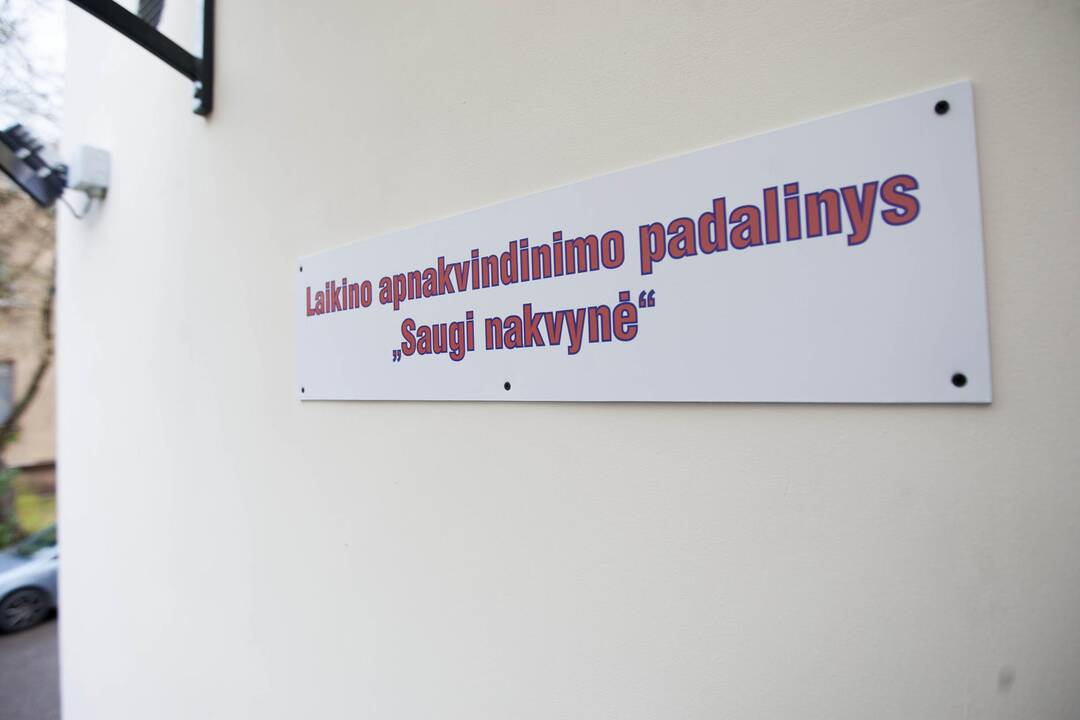 Laikino apnakvindinimo padalinys
„Saugi nakvynė“